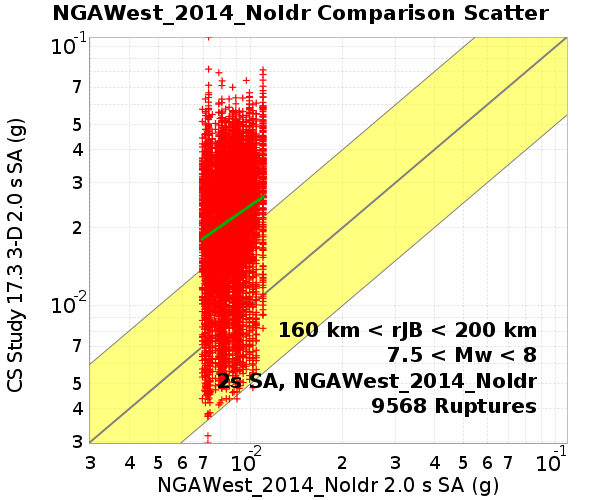 NGAWest_2014_NoIdr Comparison Scatter
CS Study 17.3 3-D 2.0 s SA (g)
10⁻¹
7
5
4
3
2
10⁻²
7
5
4
3
160 km < rJB < 200 km
7.5 < Mw < 8
2s SA, NGAWest_2014_NoIdr
9568 Ruptures
3 4 5 6 7 10⁻² 2 3 4 5 6 7 10⁻¹
NGAWest_2014_NoIdr 2.0 s SA (g)